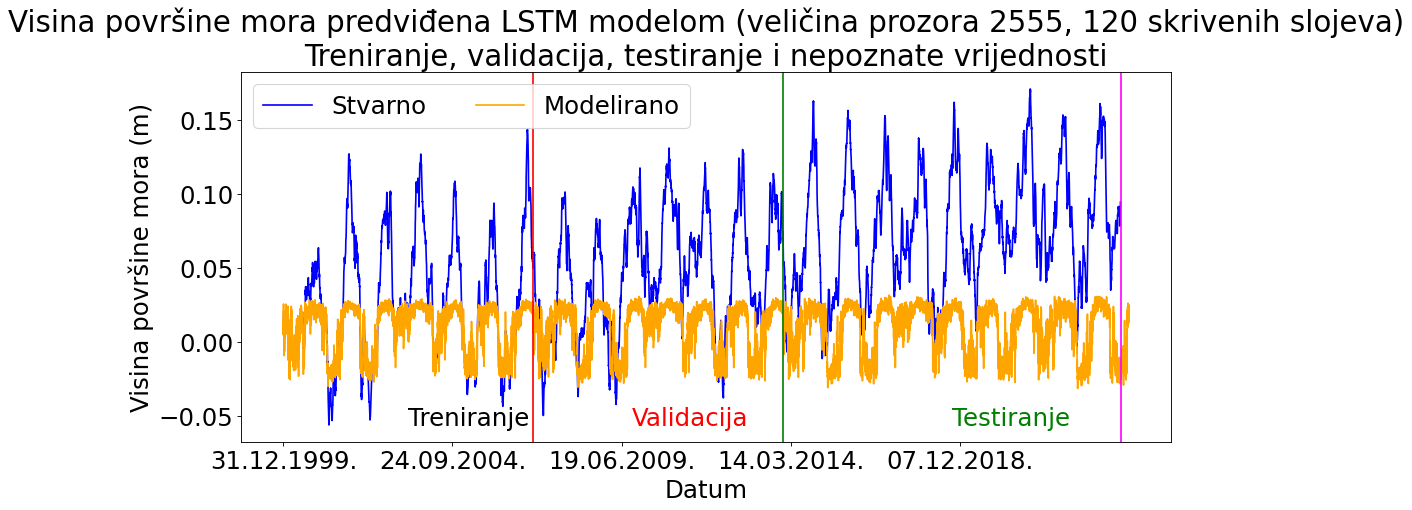 Visina površine mora predviđena LSTM modelom (veličina prozora 2555, 120 skrivenih slojeva)
Treniranje, validacija, testiranje i nepoznate vrijednosti
Stvarno Modelirano
Visina površine mora (m)
0.15
0.10
0.05
0.00
−0.05
Treniranje Validacija Testiranje
31.12.1999. 24.09.2004. 19.06.2009. 14.03.2014. 07.12.2018.
Datum